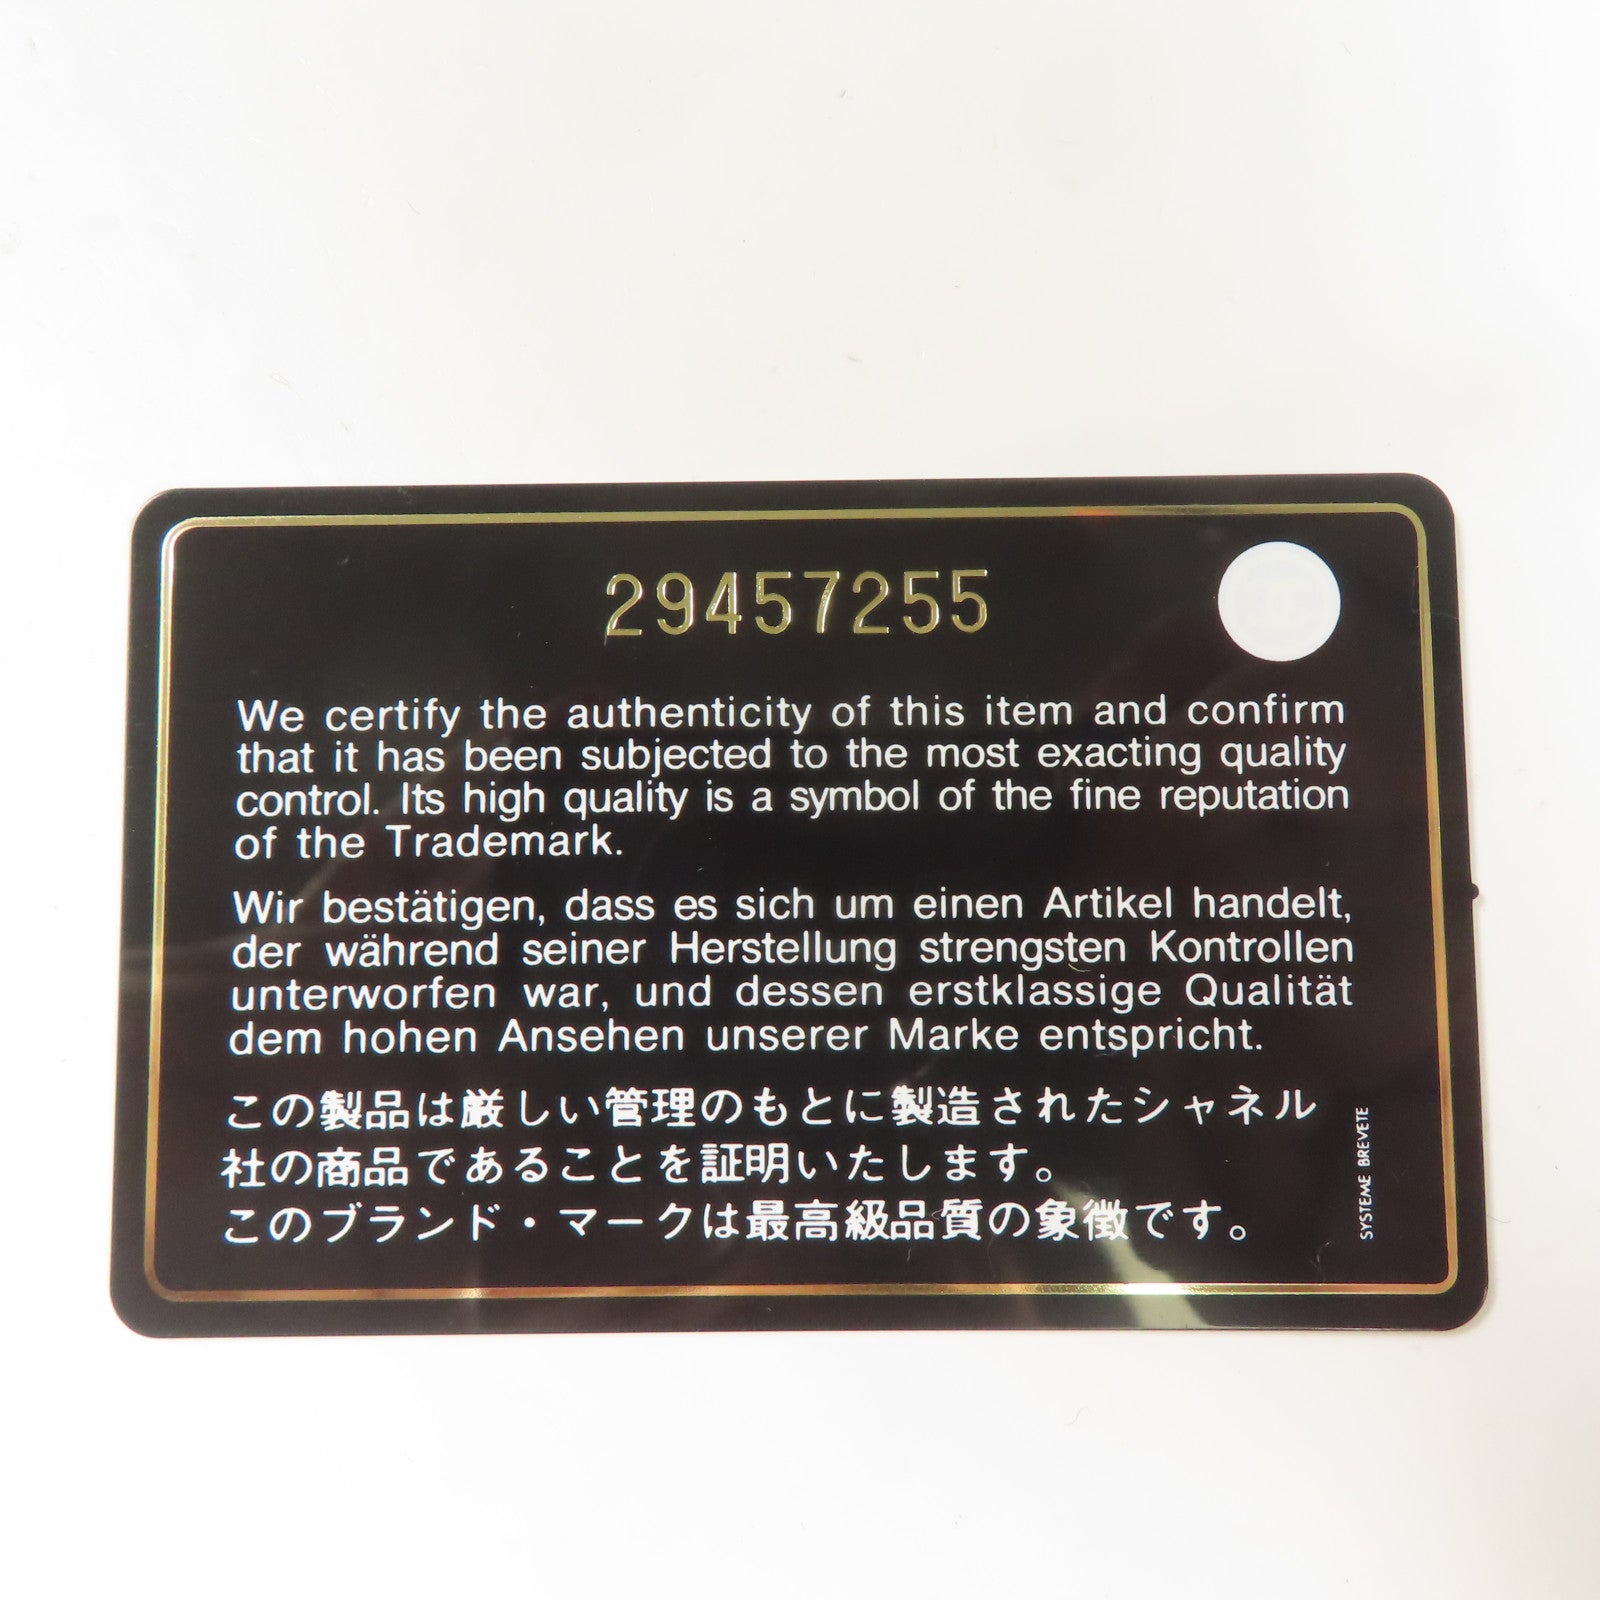 29457255
We certify the authenticity of this item and confirm
that it has been subjected to the most exacting quality
control. Its high quality is a symbol of the fine reputation
of the Trademark.
Wir bestätigen, dass es sich um einen Artikel handelt,
der während seiner Herstellung strengsten Kontrollen
unterworfen war, und dessen erstklassige Qualität
dem hohen Ansehen unserer Marke entspricht.
この製品は厳しい管理のもとに製造されたシャネル
社の商品であることを証明いたします。
このブランド・マークは最高級品質の象徴です。
SYSTEME BREVETE